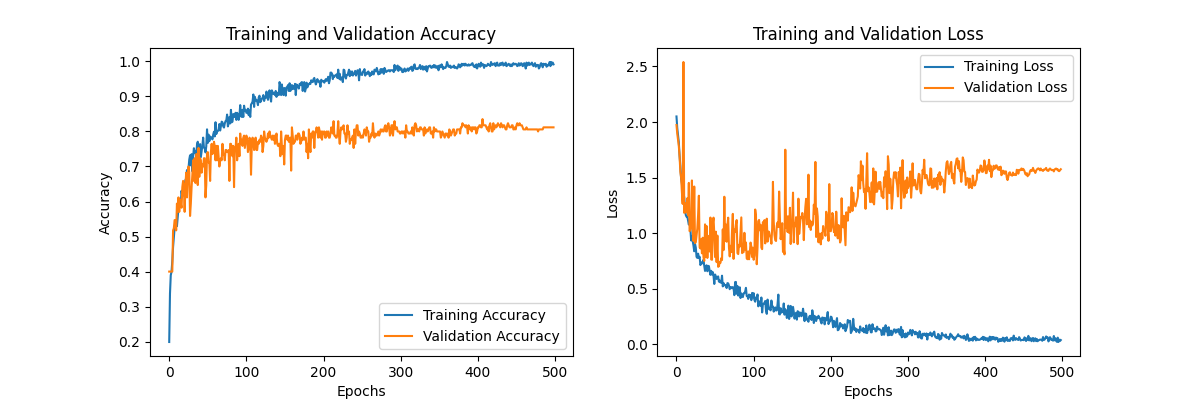 Training and Validation Accuracy
1.0
0.9
0.8
0.7
0.6
0.5
0.4
0.3
0.2
Accuracy
Training Accuracy
Validation Accuracy
0 100 200 300 400 500
Epochs
Training and Validation Loss
2.5
2.0
1.5
1.0
0.5
0.0
Loss
Training Loss
Validation Loss
0 100 200 300 400 500
Epochs